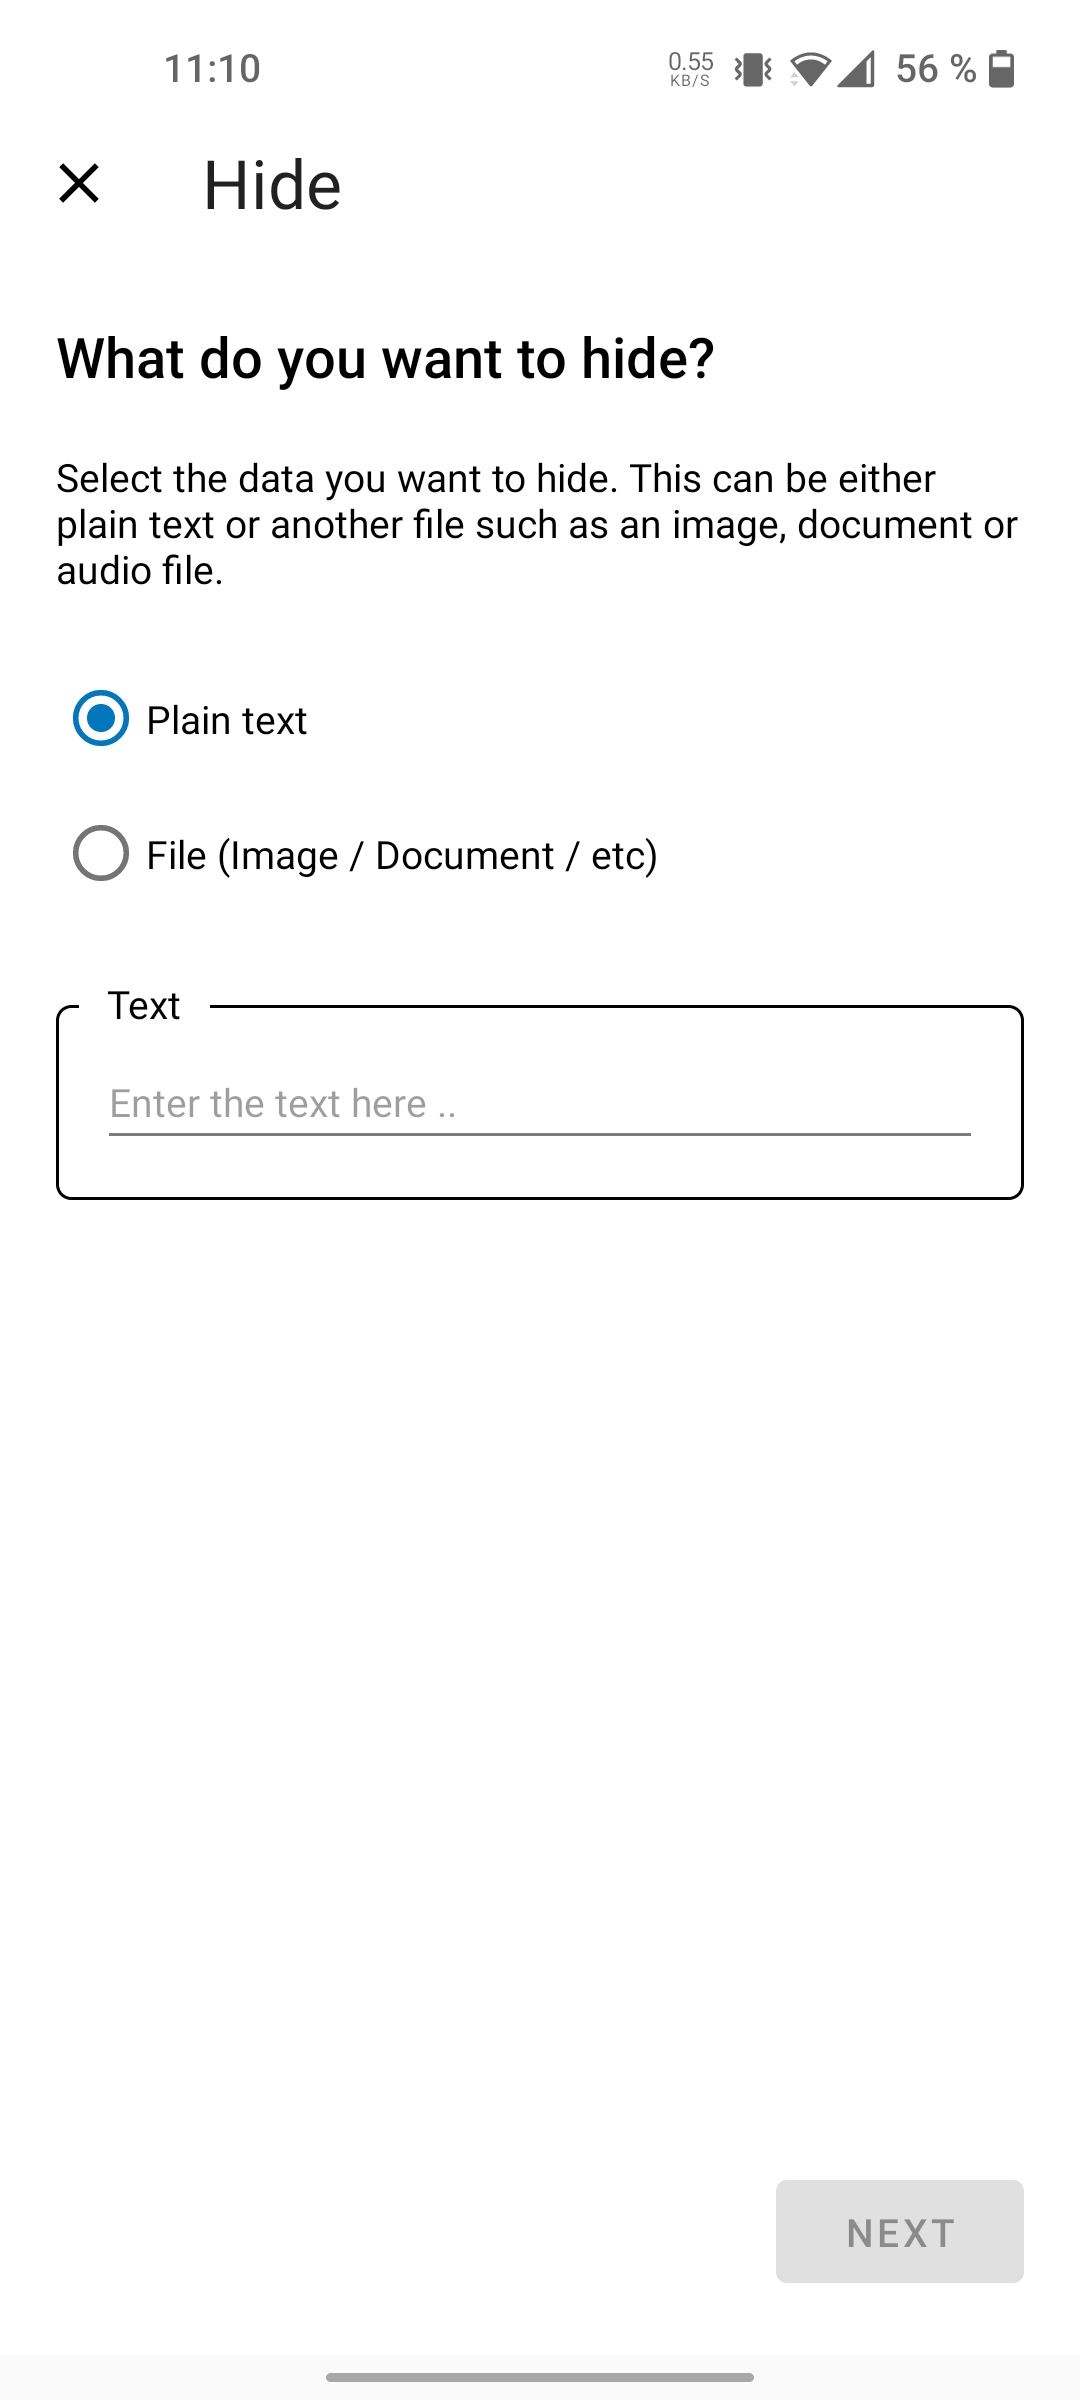 11:10
0.55
KB/S
56 %
Hide
What do you want to hide?
Select the data you want to hide. This can be either
plain text or another file such as an image, document or
audio file.
Plain text
File (Image / Document / etc)
Text
Enter the text here ..
NEXT